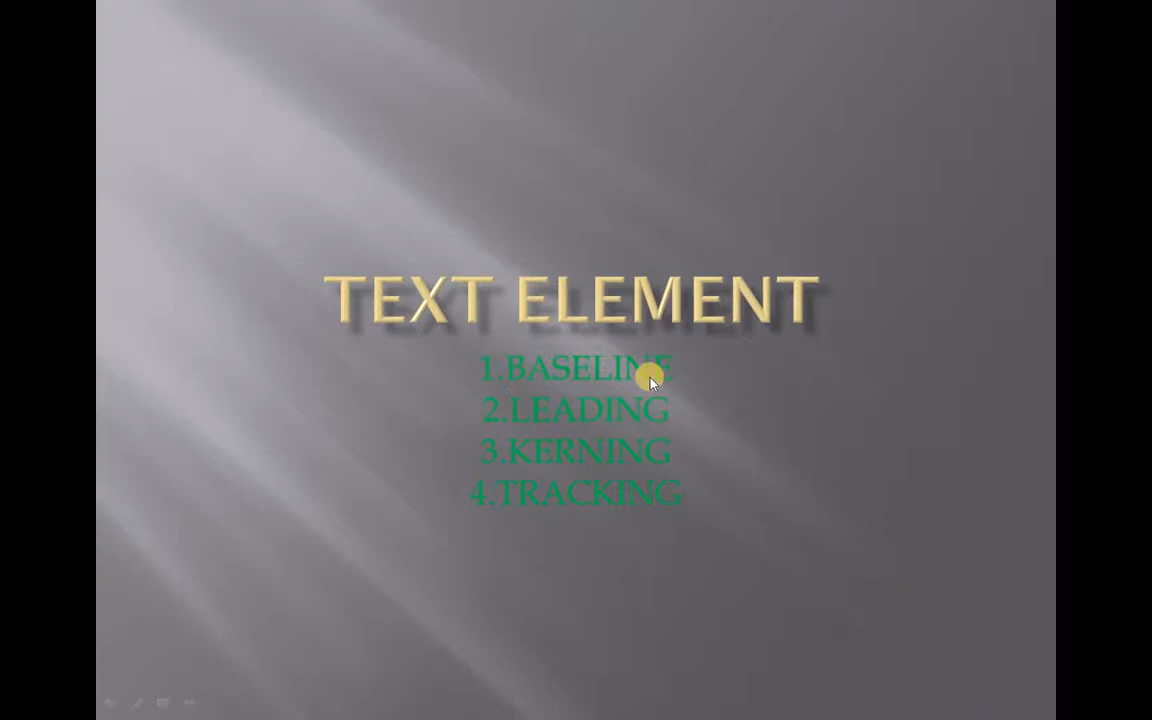 TEXT ELEMENT
1.BASELINE
2.LEADING
3.KERNING
4.TRACKING